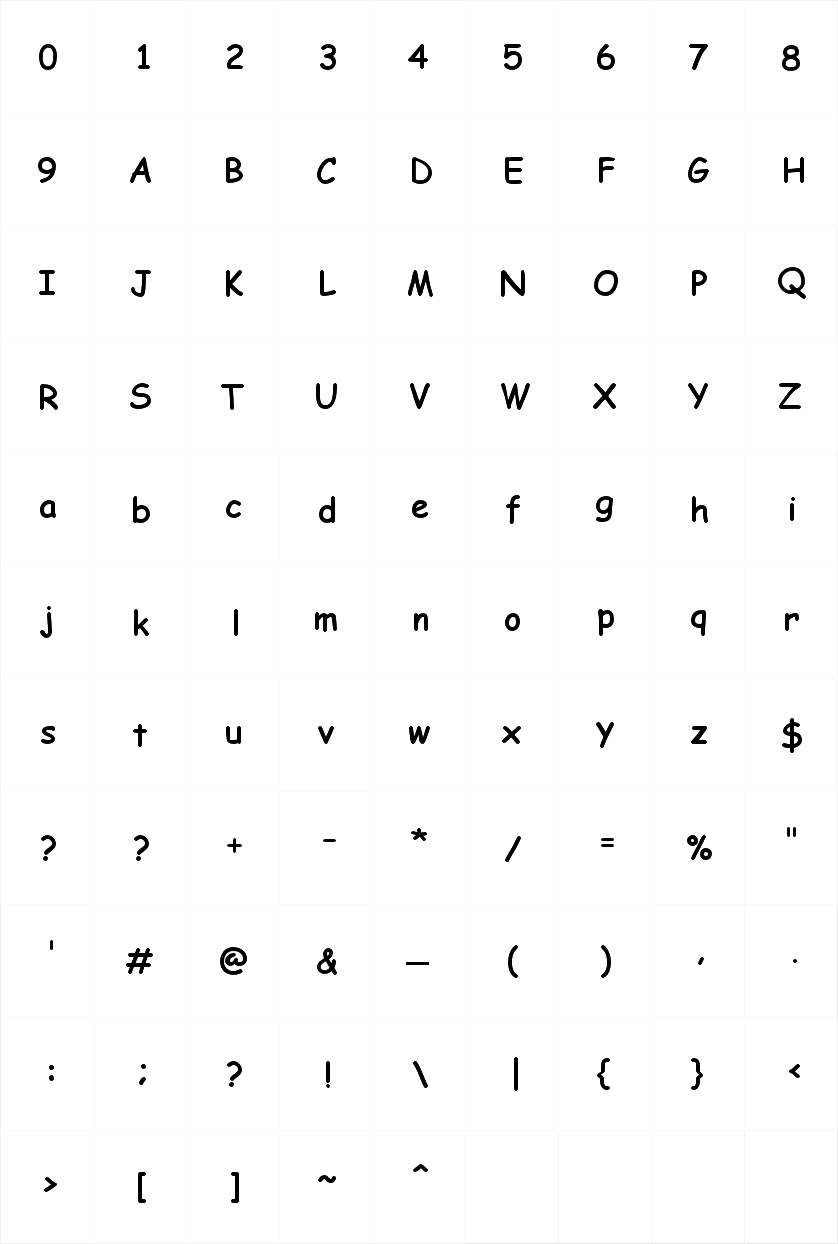 0 1 2 3 4 5 6 7 8
9 A B C D E F G H
I J K L M N O P Q
R S T U V W X Y Z
a b c d e f g h i
j k l m n o p q r
s t u v w x y z $
? ? + - * / = % "
' # @ & _ ( ) , .
: ; ? ! \ | { } <
> [ ] ~ ^